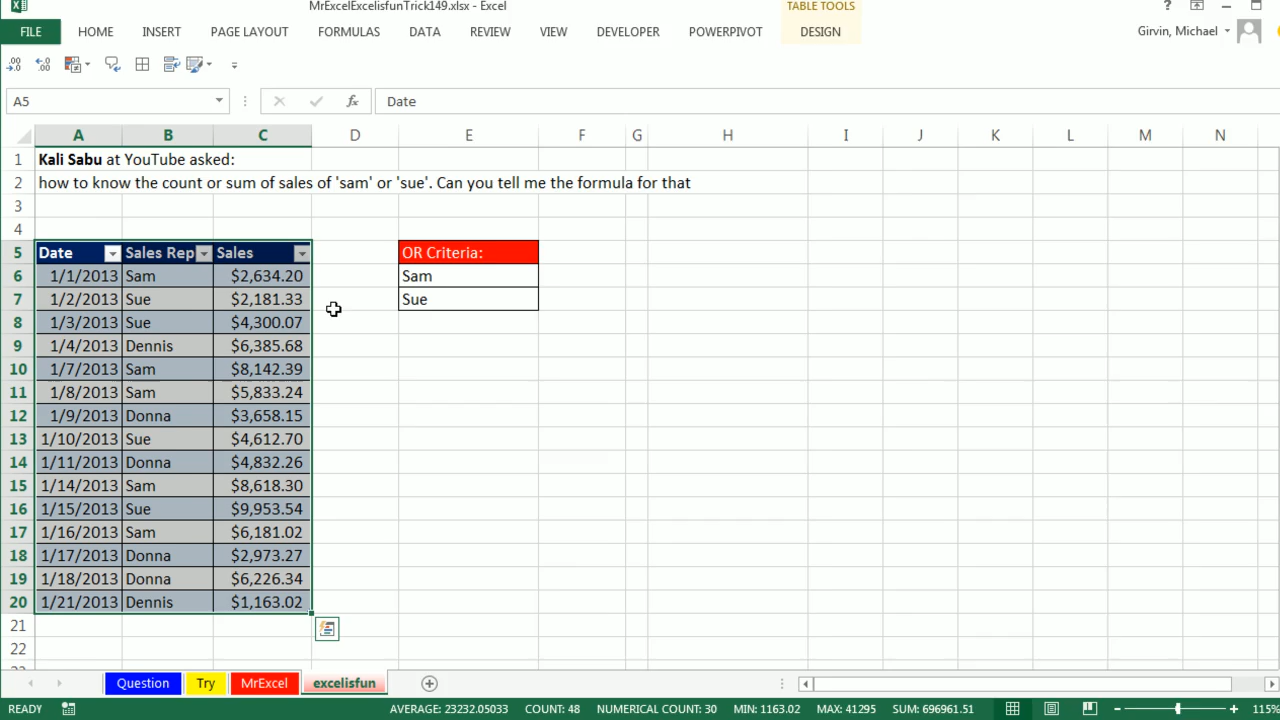 MrExcelExcelisfunTrick149.xlsx - Excel
TABLE TOOLS
?
FILE HOME INSERT PAGE LAYOUT FORMULAS DATA REVIEW VIEW DEVELOPER POWERPIVOT DESIGN Girvin, Michael
A5 fx Date
A B C D E F G H I J K L M N
1 Kali Sabu at YouTube asked:
2 how to know the count or sum of sales of 'sam' or 'sue'. Can you tell me the formula for that
3
4
5 Date Sales Rep Sales OR Criteria:
6 1/1/2013 Sam $2,634.20 Sam
7 1/2/2013 Sue $2,181.33 Sue
8 1/3/2013 Sue $4,300.07
9 1/4/2013 Dennis $6,385.68
10 1/7/2013 Sam $8,142.39
11 1/8/2013 Sam $5,833.24
12 1/9/2013 Donna $3,658.15
13 1/10/2013 Sue $4,612.70
14 1/11/2013 Donna $4,832.26
15 1/14/2013 Sam $8,618.30
16 1/15/2013 Sue $9,953.54
17 1/16/2013 Sam $6,181.02
18 1/17/2013 Donna $2,973.27
19 1/18/2013 Donna $6,226.34
20 1/21/2013 Dennis $1,163.02
21
22
Question Try MrExcel excelisfun
READY AVERAGE: 23232.05033 COUNT: 48 NUMERICAL COUNT: 30 MIN: 1163.02 MAX: 41295 SUM: 696961.51 115%